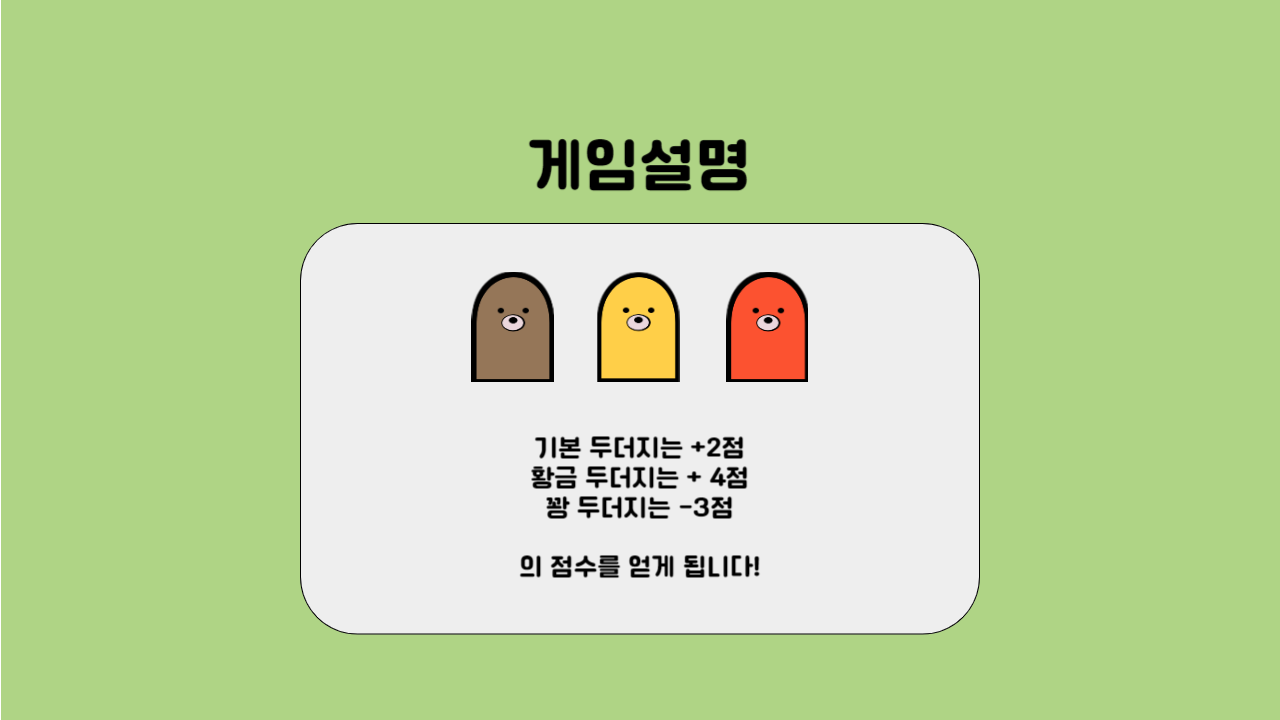 게임설명
기본 두더지는 +2점
황금 두더지는 + 4점
꽝 두더지는 -3점
의 점수를 얻게 됩니다!